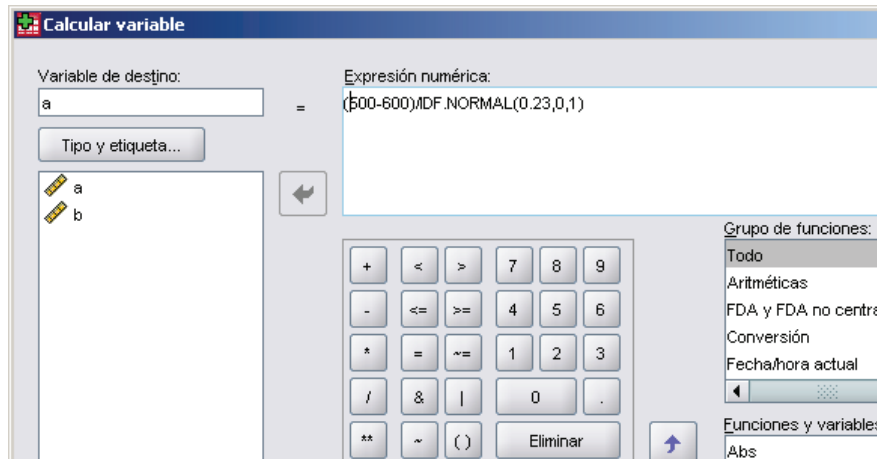 Calcular variable
Variable de destino:
Expresión numérica:
a
=
(500-600)/IDF.NORMAL(0.23,0,1)
Tipo y etiqueta...
a
b
Grupo de funciones:
Todo
Aritméticas
FDA y FDA no centra
Conversión
Fecha/hora actual
+ < > 7 8 9
- <= >= 4 5 6
* = ~= 1 2 3
/ & | 0 .
** ~ ( ) Eliminar
Funciones y variables
Abs